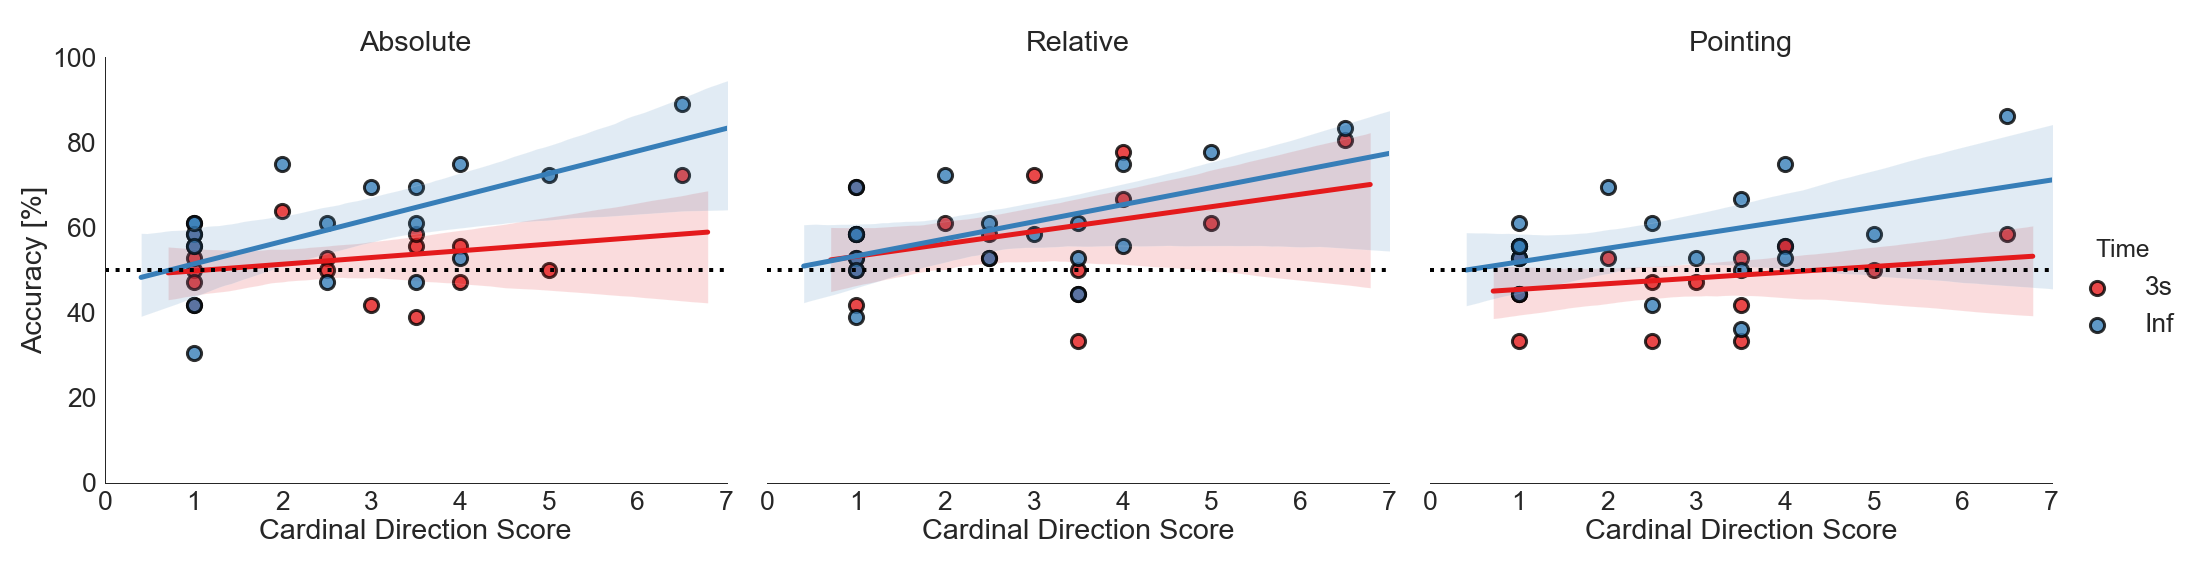 Absolute
Relative
Pointing
Accuracy [%]
100
80
60
40
20
0
0 1 2 3 4 5 6 7
0 1 2 3 4 5 6 7
0 1 2 3 4 5 6 7
Cardinal Direction Score
Cardinal Direction Score
Cardinal Direction Score
Time
3s
Inf